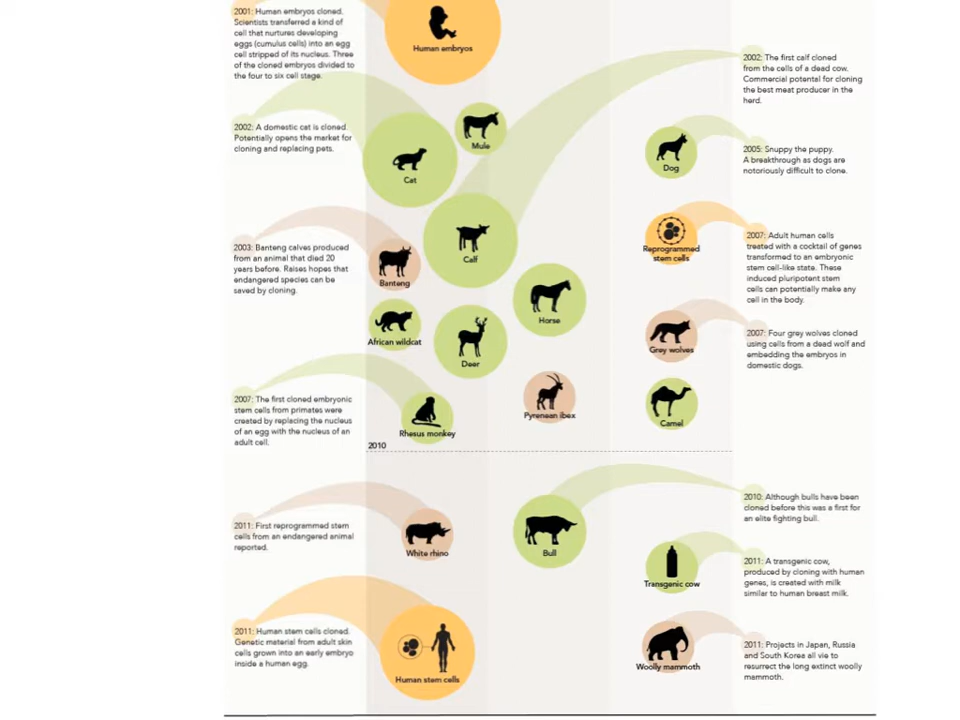 2001: Human embryos cloned.
Scientists transferred a kind of
cell that nurtures developing
eggs (cumulus cells) into an egg
cell stripped of its nucleus. Three
of the cloned embryos divided to
the four to six cell stage.
Human embryos
2002: The first calf cloned
from the cells of a dead cow.
Commercial potental for cloning
the best meat producer in the
herd.
2002: A domestic cat is cloned.
Potentially opens the market for
cloning and replacing pets.
Mule
Cat
Dog
2005: Snuppy the puppy.
A breakthrough as dogs are
notoriously difficult to clone.
2003: Banteng calves produced
from an animal that died 20
years before. Raises hopes that
endangered species can be
saved by cloning.
Banteng
Calf
Reprogrammed
stem cells
2007: Adult human cells
treated with a cocktail of genes
transformed to an embryonic
stem cell-like state. These
induced pluripotent stem
cells can potentially make any
cell in the body.
African wildcat
Deer
Horse
Grey wolves
2007: Four grey wolves cloned
using cells from a dead wolf and
embedding the embryos in
domestic dogs.
2007: The first cloned embryonic
stem cells from primates were
created by replacing the nucleus
of an egg with the nucleus of an
adult cell.
Rhesus monkey
Pyrenean ibex
Camel
2010
2010: Although bulls have been
cloned before this was a first for
an elite fighting bull.
2011: First reprogrammed stem
cells from an endangered animal
reported.
White rhino
Bull
Transgenic cow
2011: A transgenic cow,
produced by cloning with human
genes, is created with milk
similar to human breast milk.
2011: Human stem cells cloned.
Genetic material from adult skin
cells grown into an early embryo
inside a human egg.
Human stem cells
Woolly mammoth
2011: Projects in Japan, Russia
and South Korea all vie to
resurrect the long extinct woolly
mammoth.